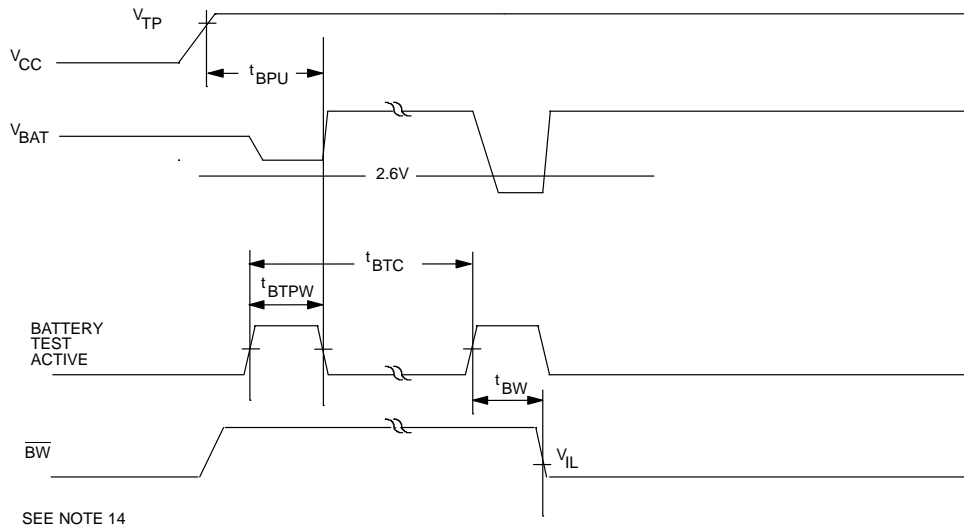 VTP
VCC
tBPU
VBAT
2.6V
tBTC
tBTPW
BATTERY
TEST
ACTIVE
tBW
BW
VIL
SEE NOTE 14